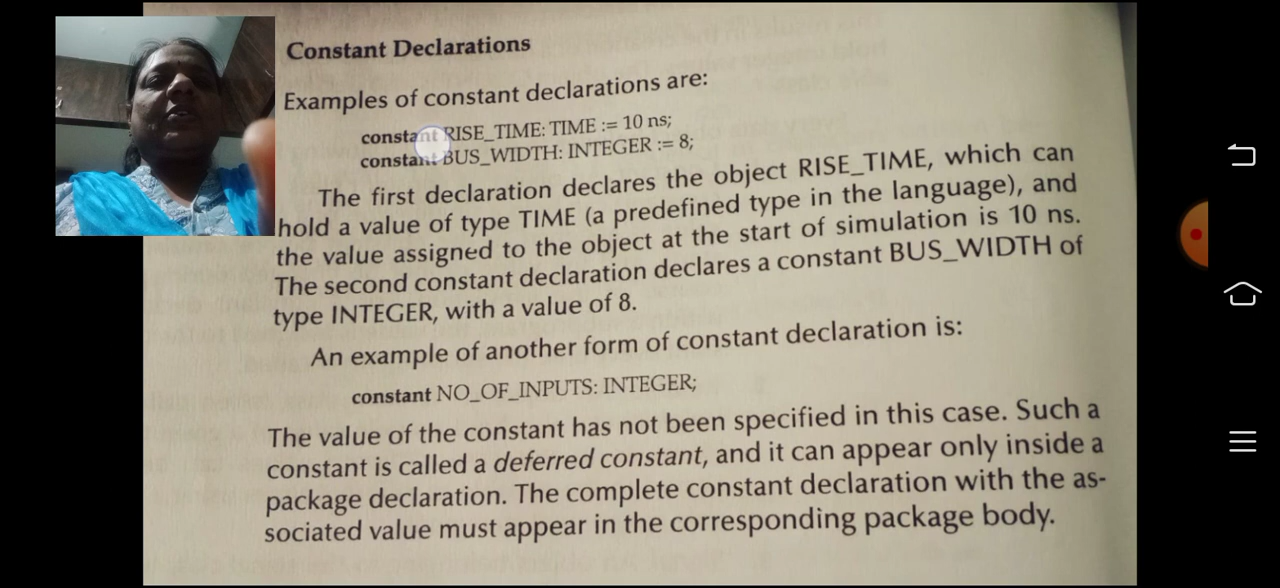 Constant Declarations
Examples of constant declarations are:
constant RISE_TIME: TIME := 10 ns;
constant BUS_WIDTH: INTEGER := 8;
The first declaration declares the object RISE_TIME, which can
hold a value of type TIME (a predefined type in the language), and
the value assigned to the object at the start of simulation is 10 ns.
The second constant declaration declares a constant BUS_WIDTH of
type INTEGER, with a value of 8.
An example of another form of constant declaration is:
constant NO_OF_INPUTS: INTEGER;
The value of the constant has not been specified in this case. Such a
constant is called a deferred constant, and it can appear only inside a
package declaration. The complete constant declaration with the as-
sociated value must appear in the corresponding package body.